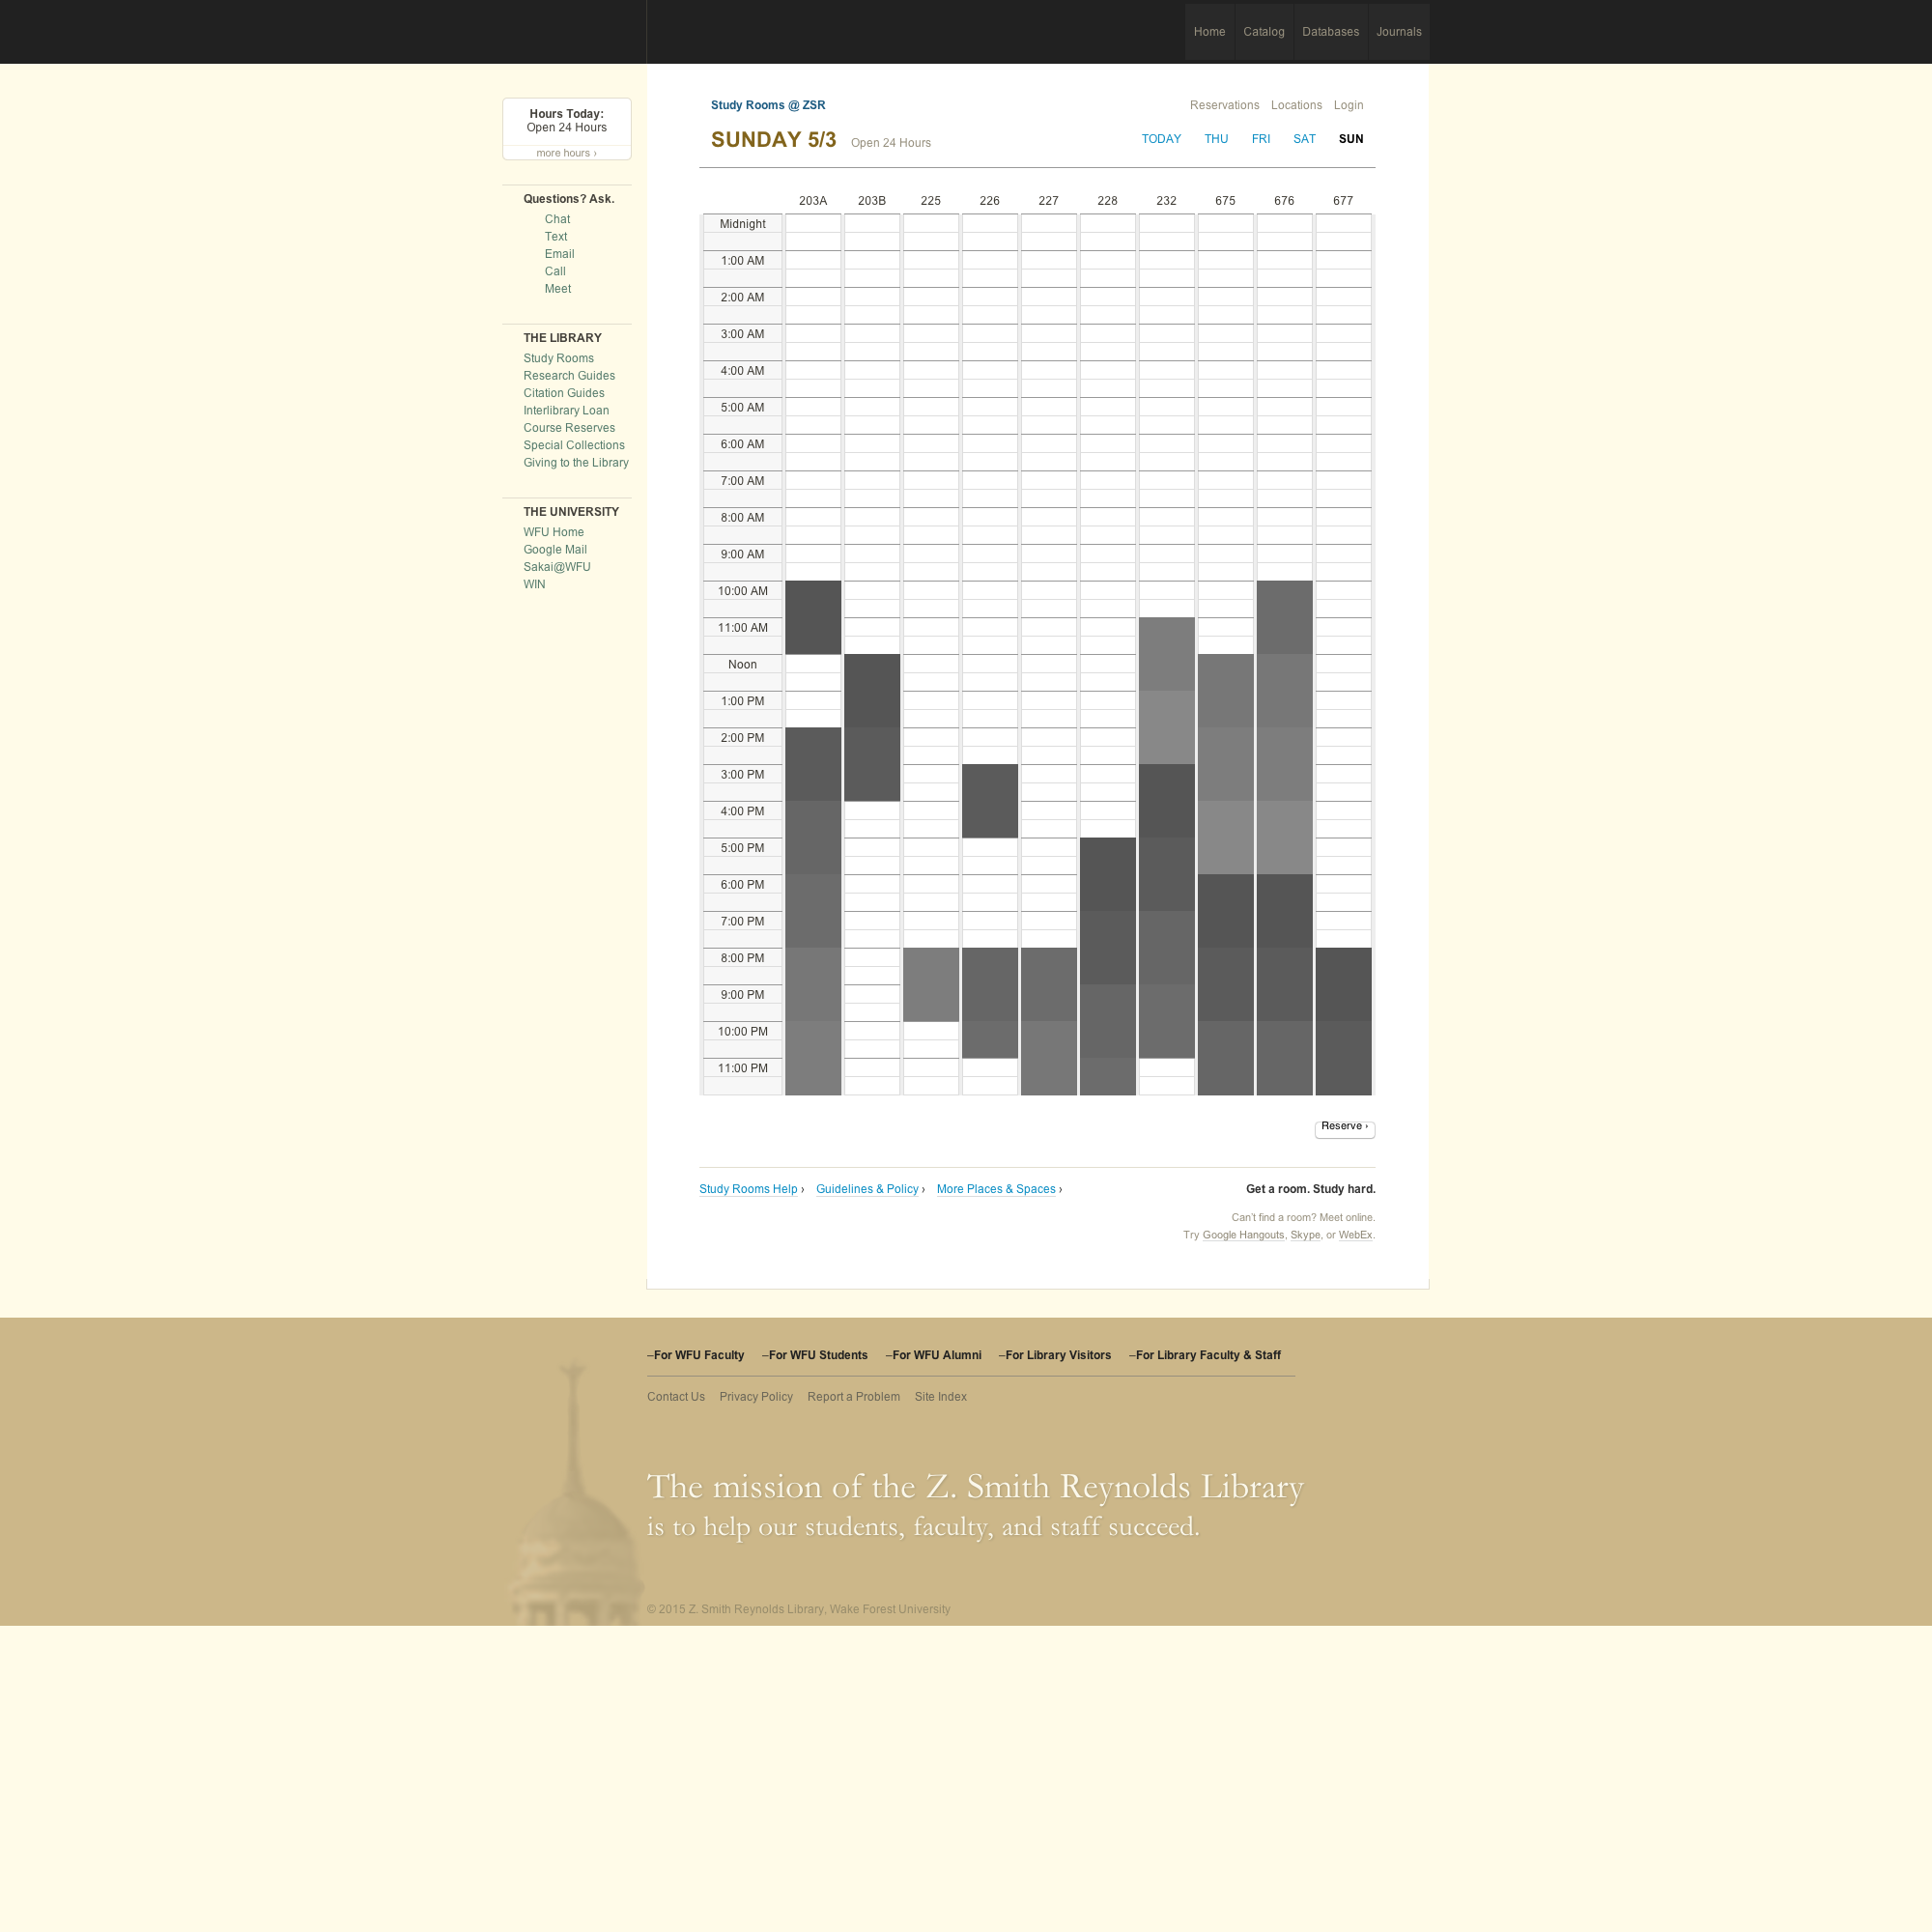 Home Catalog Databases Journals
Hours Today:
Open 24 Hours
more hours ›
Questions? Ask.
Chat
Text
Email
Call
Meet
THE LIBRARY
Study Rooms
Research Guides
Citation Guides
Interlibrary Loan
Course Reserves
Special Collections
Giving to the Library
THE UNIVERSITY
WFU Home
Google Mail
Sakai@WFU
WIN
Study Rooms @ ZSR
Reservations Locations Login
SUNDAY 5/3 Open 24 Hours
TODAY THU FRI SAT SUN
203A 203B 225 226 227 228 232 675 676 677
Midnight
1:00 AM
2:00 AM
3:00 AM
4:00 AM
5:00 AM
6:00 AM
7:00 AM
8:00 AM
9:00 AM
10:00 AM
11:00 AM
Noon
1:00 PM
2:00 PM
3:00 PM
4:00 PM
5:00 PM
6:00 PM
7:00 PM
8:00 PM
9:00 PM
10:00 PM
11:00 PM
Reserve ›
Study Rooms Help › Guidelines & Policy › More Places & Spaces ›
Get a room. Study hard.
Can't find a room? Meet online.
Try Google Hangouts, Skype, or WebEx.
–For WFU Faculty –For WFU Students –For WFU Alumni –For Library Visitors –For Library Faculty & Staff
Contact Us Privacy Policy Report a Problem Site Index
The mission of the Z. Smith Reynolds Library
is to help our students, faculty, and staff succeed.
© 2015 Z. Smith Reynolds Library, Wake Forest University